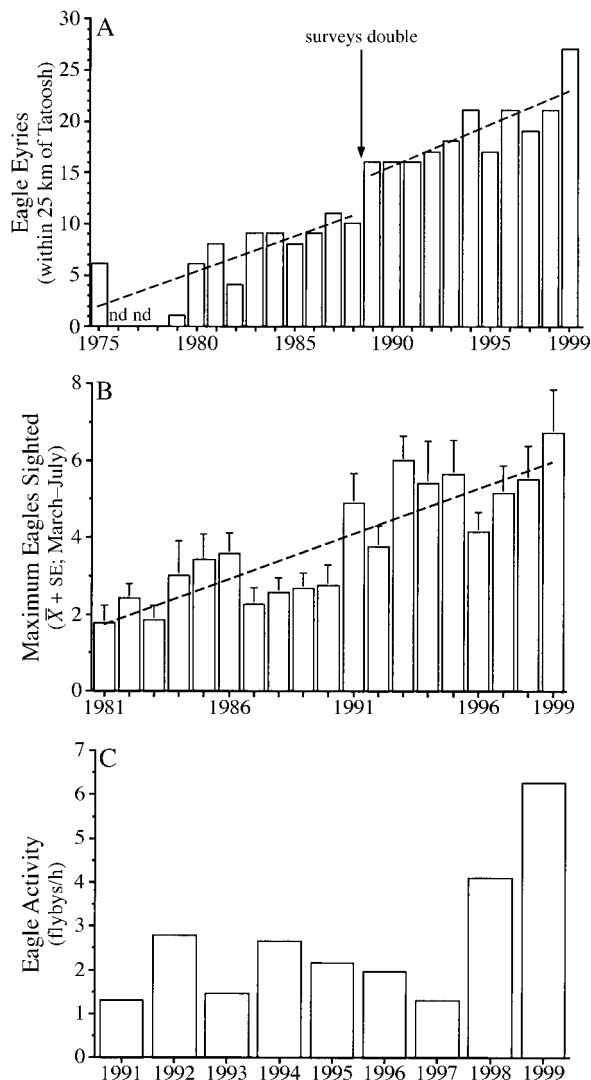 A
surveys double
Eagle Eyries
(within 25 km of Tatoosh)
30
25
20
15
10
5
0
nd nd
1975 1980 1985 1990 1995 1999
B
Maximum Eagles Sighted
(X̅ + SE; March–July)
8
6
4
2
0
1981 1986 1991 1996 1999
C
Eagle Activity
(flybys/h)
7
6
5
4
3
2
1
0
1991 1992 1993 1994 1995 1996 1997 1998 1999